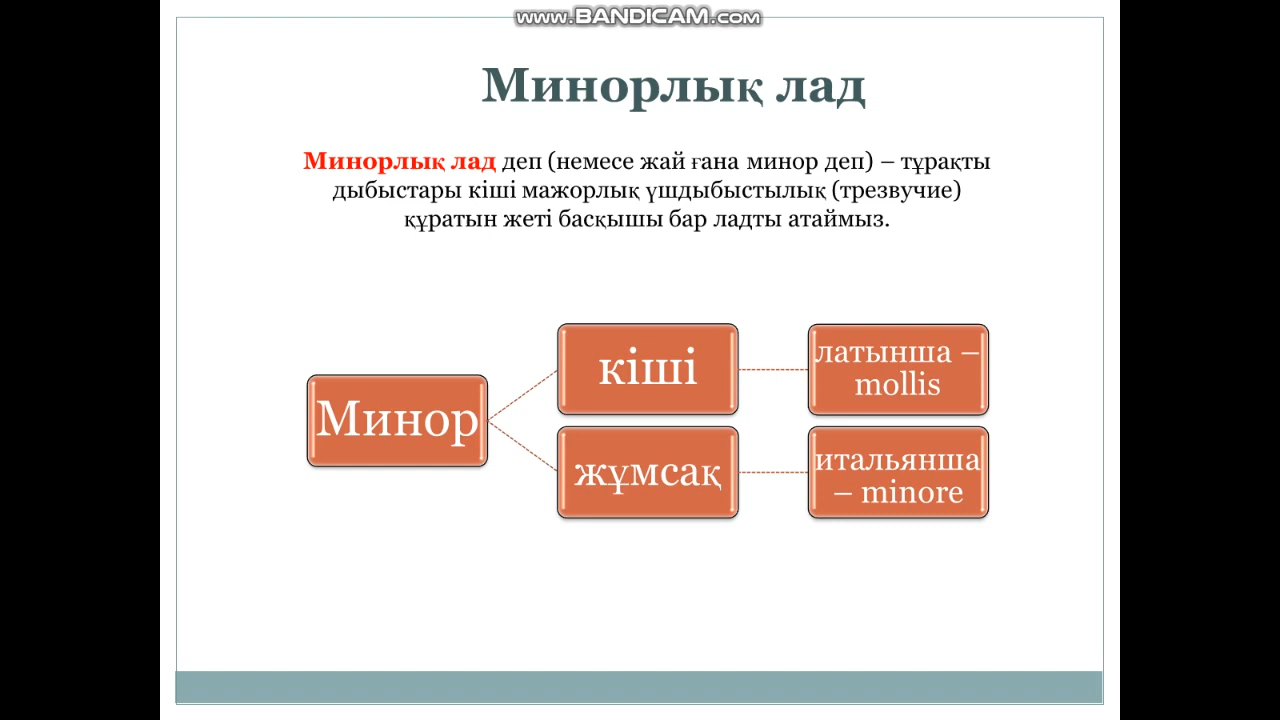 www.BANDICAM.com
Минорлық лад
Минорлық лад деп (немесе жай ғана минор деп) – тұрақты
дыбыстары кіші мажорлық үшдыбыстылық (трезвучие)
құратын жеті басқышы бар ладты атаймыз.
Минор
кіші
латынша –
mollis
жұмсақ
итальянша
– minore